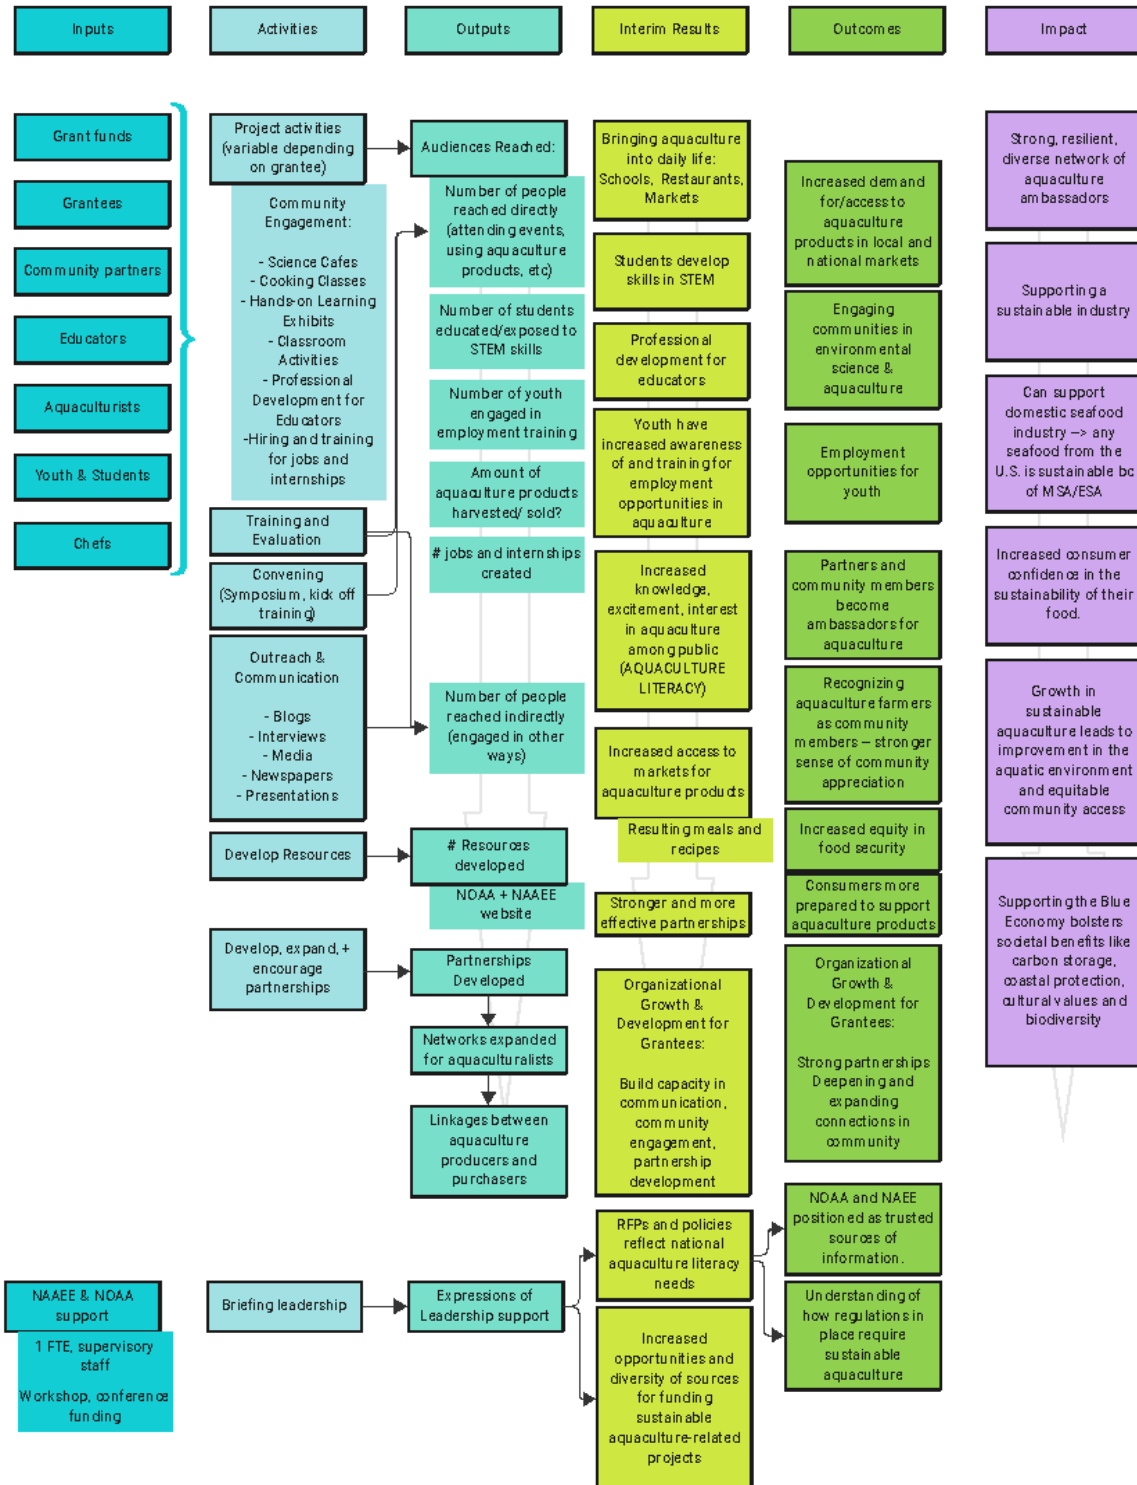 Inputs
Activities
Outputs
Interim Results
Outcomes
Impact
Grant funds
Grantees
Community partners
Educators
Aquaculturists
Youth & Students
Chefs
NAAEE & NOAA
support
1 FTE, supervisory
staff
Workshop, conference
funding
Project activities
(variable depending
on grantee)
Community
Engagement:
- Science Cafes
- Cooking Classes
- Hands-on Learning
Exhibits
- Classroom
Activities
- Professional
Development for
Educators
- Hiring and training
for jobs and
internships
Training and
Evaluation
Convening
(Symposium, kick off
training)
Outreach &
Communication
- Blogs
- Interviews
- Media
- Newspapers
- Presentations
Develop Resources
Develop, expand, +
encourage
partnerships
Briefing leadership
Audiences Reached:
Number of people
reached directly
(attending events,
using aquaculture
products, etc)
Number of students
educated/exposed to
STEM skills
Number of youth
engaged in
employment training
Amount of
aquaculture products
harvested/ sold?
# jobs and internships
created
Number of people
reached indirectly
(engaged in other
ways)
# Resources
developed
NOAA + NAAEE
website
Partnerships
Developed
Networks expanded
for aquaculturalists
Linkages between
aquaculture
producers and
purchasers
Expressions of
Leadership support
Bringing aquaculture
into daily life:
Schools, Restaurants,
Markets
Students develop
skills in STEM
Professional
development for
educators
Youth have
increased awareness
of and training for
employment
opportunities in
aquaculture
Increased
knowledge,
excitement, interest
in aquaculture
among public
(AQUACULTURE
LITERACY)
Increased access to
markets for
aquaculture products
Resulting meals and
recipes
Stronger and more
effective partnerships
Organizational
Growth &
Development for
Grantees:
Build capacity in
communication,
community
engagement,
partnership
development
RFPs and policies
reflect national
aquaculture literacy
needs
Increased
opportunities and
diversity of sources
for funding
sustainable
aquaculture-related
projects
Increased demand
for/access to
aquaculture
products in local and
national markets
Engaging
communities in
environmental
science &
aquaculture
Employment
opportunities for
youth
Partners and
community members
become
ambassadors for
aquaculture
Recognizing
aquaculture farmers
as community
members – stronger
sense of community
appreciation
Increased equity in
food security
Consumers more
prepared to support
aquaculture products
Organizational
Growth &
Development for
Grantees:
Strong partnerships
Deepening and
expanding
connections in
community
NOAA and NAEE
positioned as trusted
sources of
information.
Understanding of
how regulations in
place require
sustainable
aquaculture
Strong, resilient,
diverse network of
aquaculture
ambassadors
Supporting a
sustainable industry
Can support
domestic seafood
industry --> any
seafood from the
U.S. is sustainable bc
of MSA/ESA
Increased consumer
confidence in the
sustainability of their
food.
Growth in
sustainable
aquaculture leads to
improvement in the
aquatic environment
and equitable
community access
Supporting the Blue
Economy bolsters
societal benefits like
carbon storage,
coastal protection,
cultural values and
biodiversity